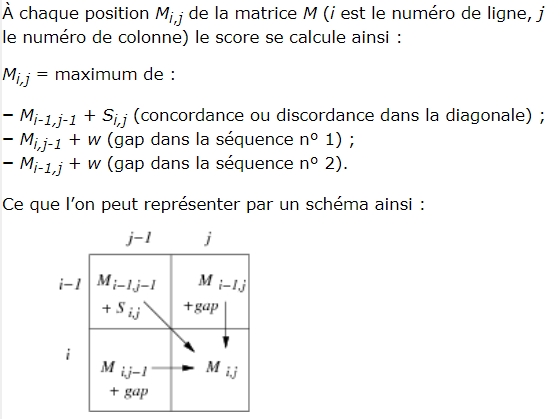 À chaque position Mi,j de la matrice M (i est le numéro de ligne, j
le numéro de colonne) le score se calcule ainsi :
Mi,j = maximum de :
− Mi-1,j-1 + Si,j (concordance ou discordance dans la diagonale) ;
− Mi,j-1 + w (gap dans la séquence nº 1) ;
− Mi-1,j + w (gap dans la séquence nº 2).
Ce que l’on peut représenter par un schéma ainsi :
j−1 j
i−1 M i−1,j−1 M i−1,j
+ S i,j +gap
i M i,j−1 M i,j
+ gap